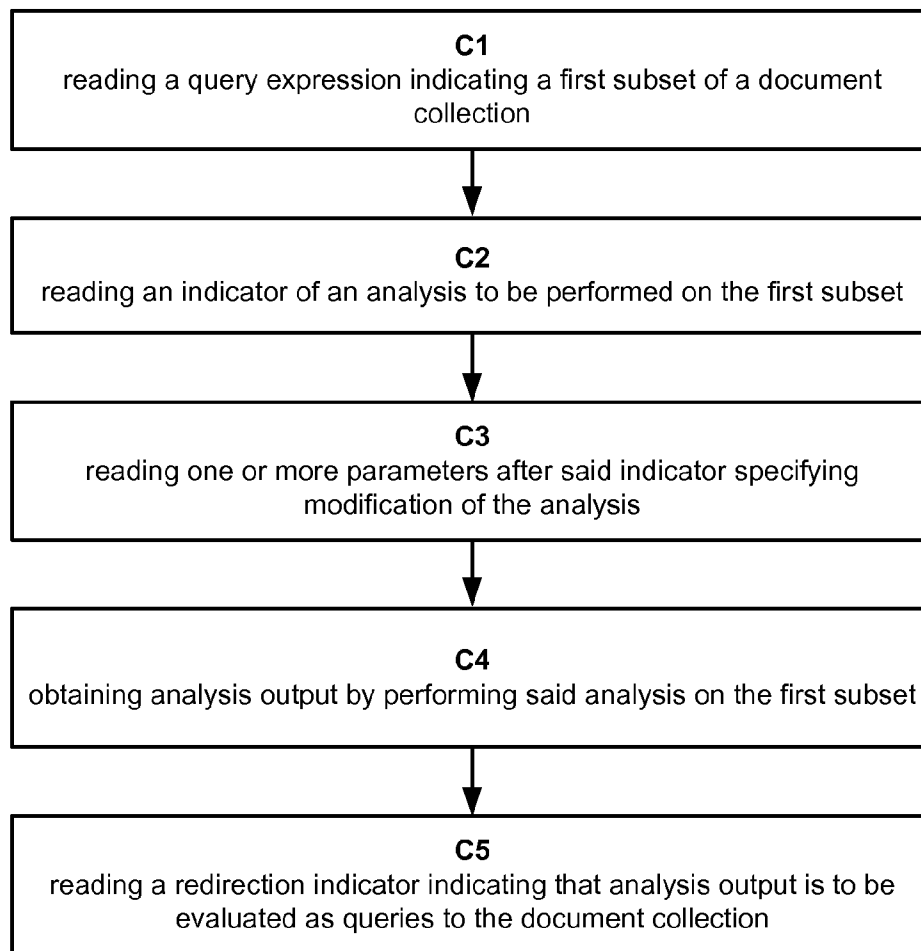 C1
reading a query expression indicating a first subset of a document
collection
C2
reading an indicator of an analysis to be performed on the first subset
C3
reading one or more parameters after said indicator specifying
modification of the analysis
C4
obtaining analysis output by performing said analysis on the first subset
C5
reading a redirection indicator indicating that analysis output is to be
evaluated as queries to the document collection